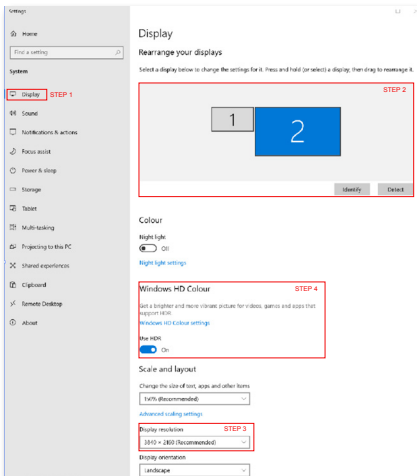 Settings
Home
Find a setting
System
Display STEP 1
Sound
Notifications & actions
Focus assist
Power & sleep
Storage
Tablet
Multi-tasking
Projecting to this PC
Shared experiences
Clipboard
Remote Desktop
About
Display
Rearrange your displays
Select a display below to change the settings for it. Press and hold (or select) a display, then drag to rearrange it.
STEP 2
1 2
Identify Detect
Colour
Night light
Off
Night light settings
Windows HD Colour STEP 4
Get a brighter and more vibrant picture for videos, games and apps that
support HDR.
Windows HD Colour settings
Use HDR
On
Scale and layout
Change the size of text, apps and other items
150% (Recommended)
Advanced scaling settings
Display resolution STEP 3
3840 × 2160 (Recommended)
Display orientation
Landscape